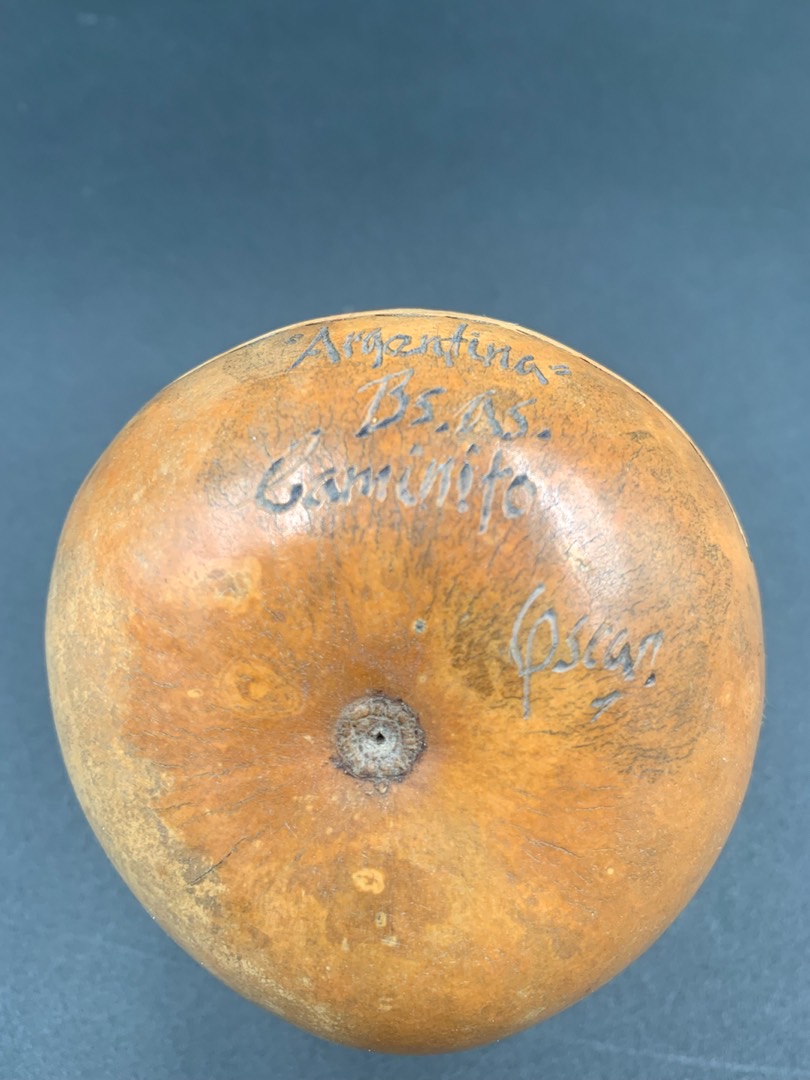 -Argentina=
Bs.As.
Caminito
Oscar